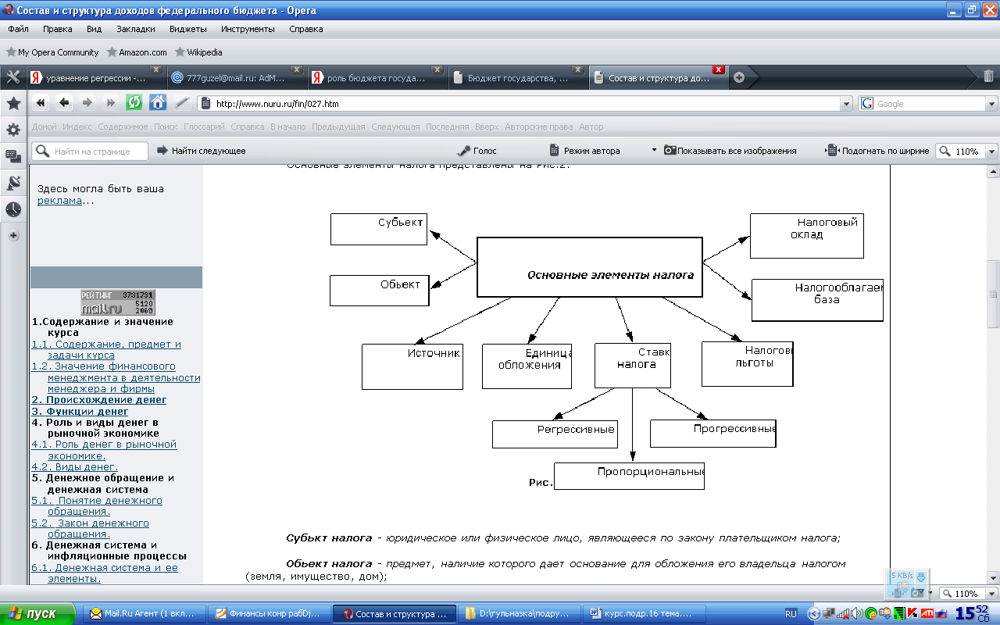 Состав и структура доходов федерального бюджета - Opera
Файл Правка Вид Закладки Виджеты Инструменты Справка
My Opera Community Amazon.com Wikipedia
уравнение регрессии -... 777guzel@mail.ru: AdM... роль бюджета госуда... Бюджет государства, ... Состав и структура до...
http://www.nuru.ru/fin/027.htm Google
Домой Индекс Содержимое Поиск Глоссарий Справка В начало Предыдущая Следующая Последняя Вверх Авторские права Автор
Найти на странице Найти следующее Голос Режим автора Показывать все изображения Подогнать по ширине 110%
Основные элементы налога представлены на Рис.2.
Здесь могла быть ваша
реклама...
РЕЙТИНГ 3731731
mail.ru 5120
2069
1.Содержание и значение
курса
1.1. Содержание, предмет и
задачи курса
1.2. Значение финансового
менеджмента в деятельности
менеджера и фирмы
2. Происхождение денег
3. Функции денег
4. Роль и виды денег в
рыночной экономике
4.1. Роль денег в рыночной
экономике.
4.2. Виды денег.
5. Денежное обращение и
денежная система
5.1. Понятие денежного
обращения.
5.2. Закон денежного
обращения.
6. Денежная система и
инфляционные процессы
6.1. Денежная система и ее
элементы.
Субъект
Налоговый
оклад
Основные элементы налога
Объект
Налогооблагаем
база
Источник
Единица
обложения
Ставк
налога
Налогов
льготы
Регрессивные
Прогрессивные
Пропорциональные
Рис.
Субькт налога - юридическое или физическое лицо, являющееся по закону плательщиком налога;
Обьект налога - предмет, наличие которого дает основание для обложения его владельца налогом
(земля, имущество, дом);
5 KB/s
110%
пуск Mail.Ru Агент (1 вкл... Финансы конр рабDj... Состав и структура ... D:\гульназка\подру... курс.подр.16 тема.... RU 15 52
Сб